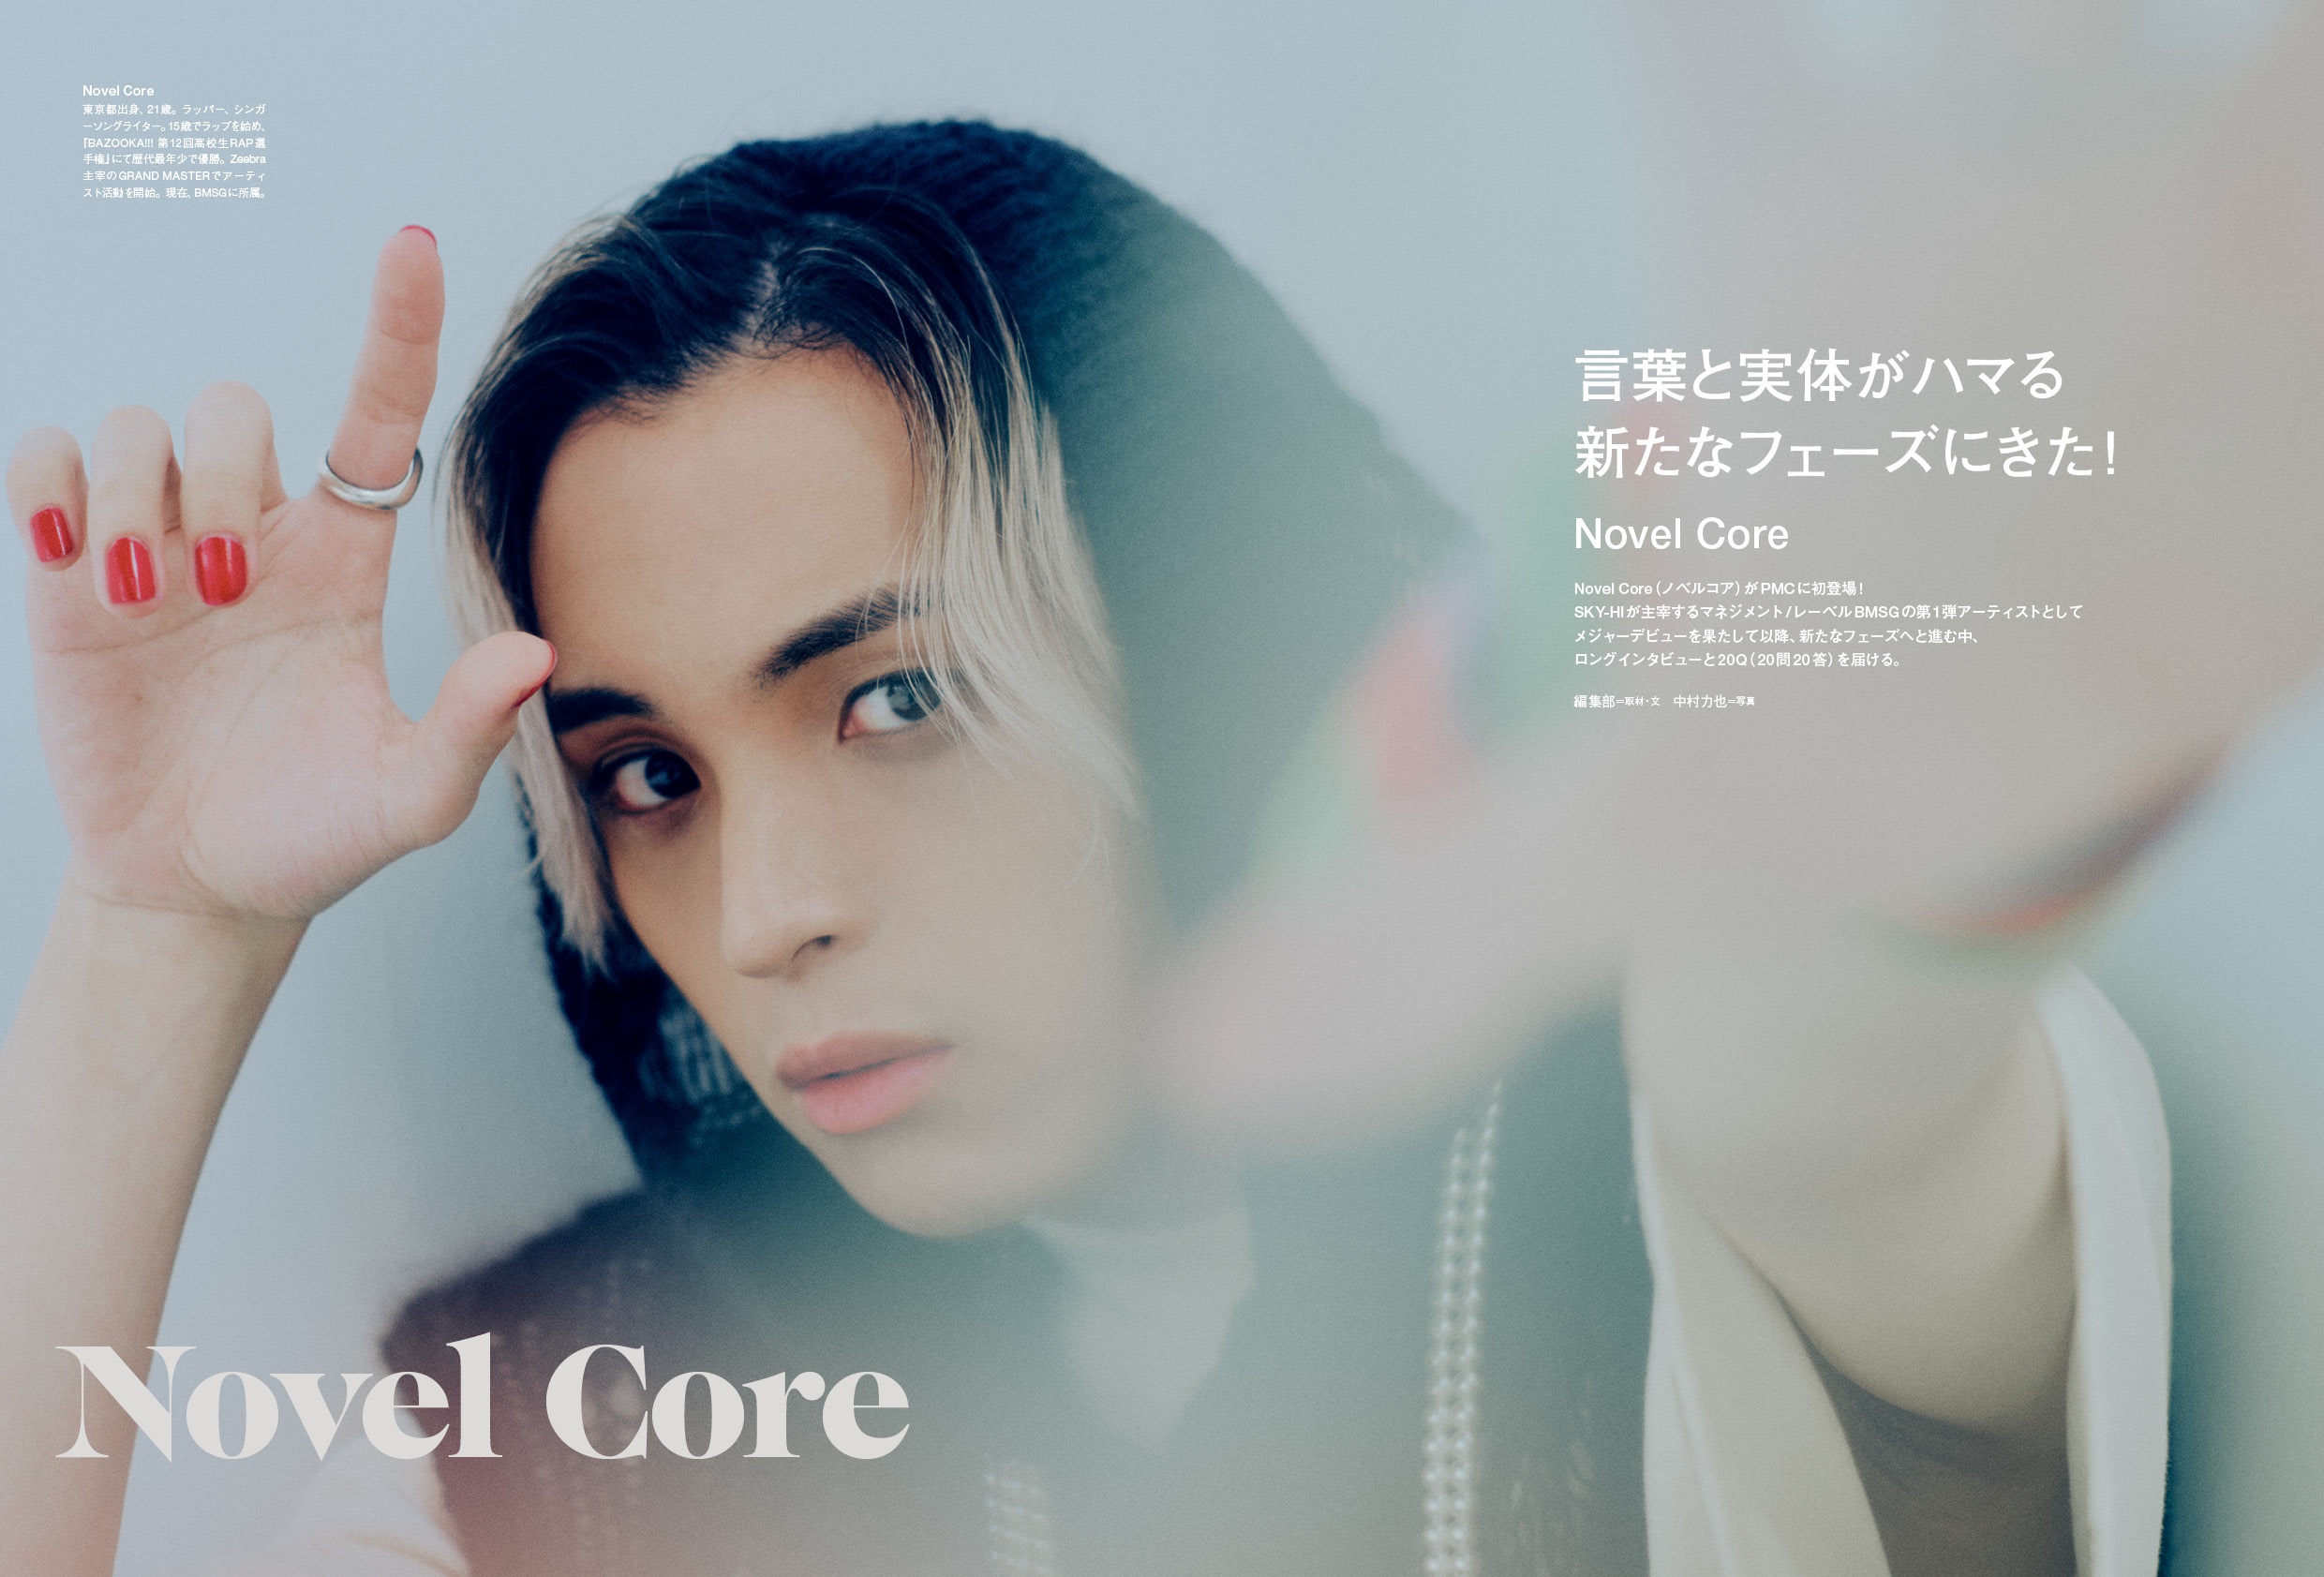 Novel Core
東京都出身、21歳。ラッパー、シンガ
ーソングライター。15歳でラップを始め、
『BAZOOKA!!! 第12回高校生RAP選
手権』にて歴代最年少で優勝。Zeebra
主宰のGRAND MASTERでアーティ
スト活動を開始。現在、BMSGに所属。
言葉と実体がハマる
新たなフェーズにきた！
Novel Core
Novel Core（ノベルコア）がPMCに初登場！
SKY-HIが主宰するマネジメント/レーベルBMSGの第1弾アーティストとして
メジャーデビューを果たして以降、新たなフェーズへと進む中、
ロングインタビューと20Q（20問20答）を届ける。
編集部＝取材・文　中村力也＝写真
Novel Core